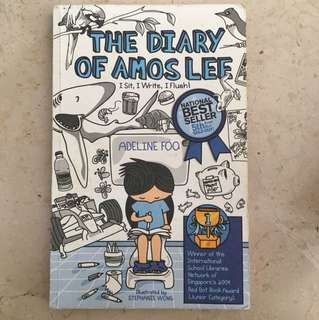 THE DIARY
OF AMOS LEE
I Sit, I Write, I Flush!
NATIONAL
BEST
SELLER
ADELINE FOO
1
Winner of the
International
School Libraries
Network of
Singapore's 2009
Red Dot Book Award
(Junior Category)
Illustrated by
STEPHANIE WONG